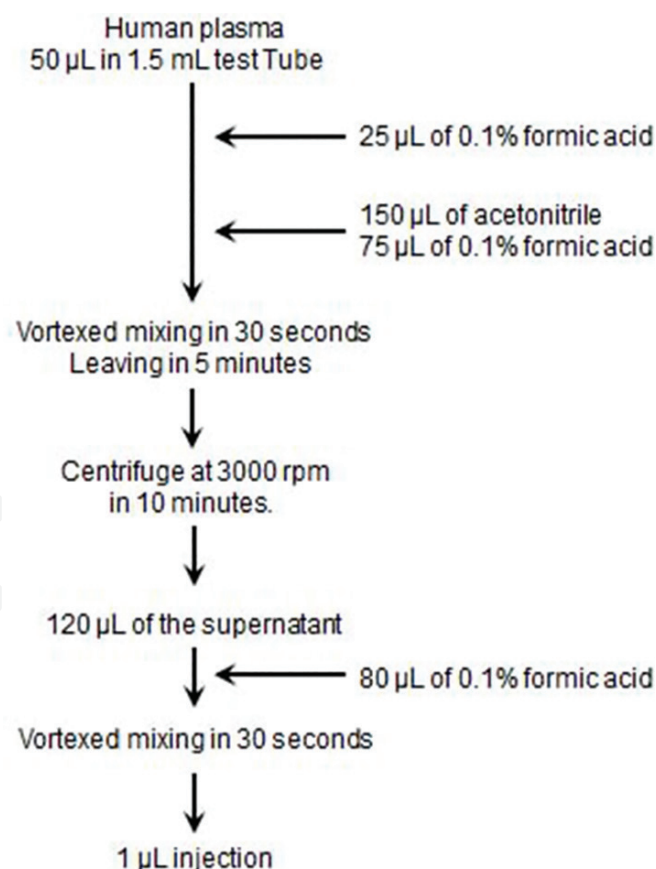 Human plasma
50 µL in 1.5 mL test Tube
25 µL of 0.1% formic acid
150 µL of acetonitrile
75 µL of 0.1% formic acid
Vortexed mixing in 30 seconds
Leaving in 5 minutes
Centrifuge at 3000 rpm
in 10 minutes.
120 µL of the supernatant
80 µL of 0.1% formic acid
Vortexed mixing in 30 seconds
1 µL injection